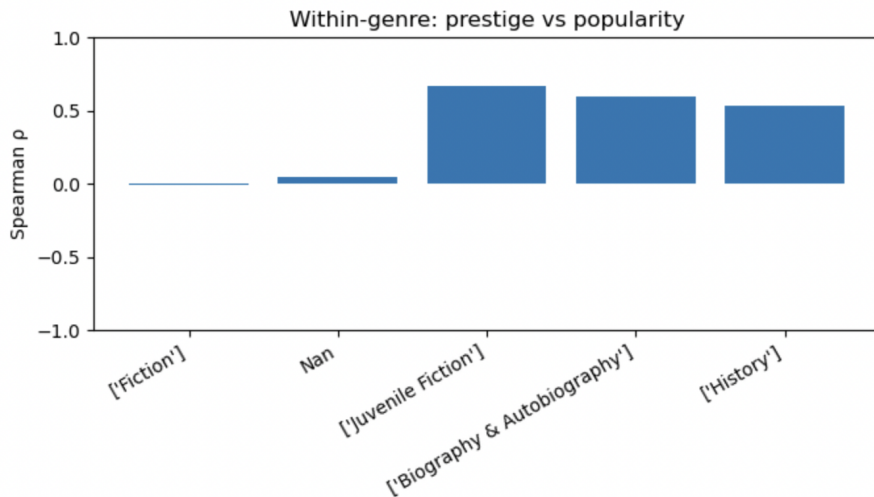 Within-genre: prestige vs popularity
1.0
0.5
0.0
−0.5
−1.0
Spearman ρ
['Fiction']
Nan
['Juvenile Fiction']
['Biography & Autobiography']
['History']